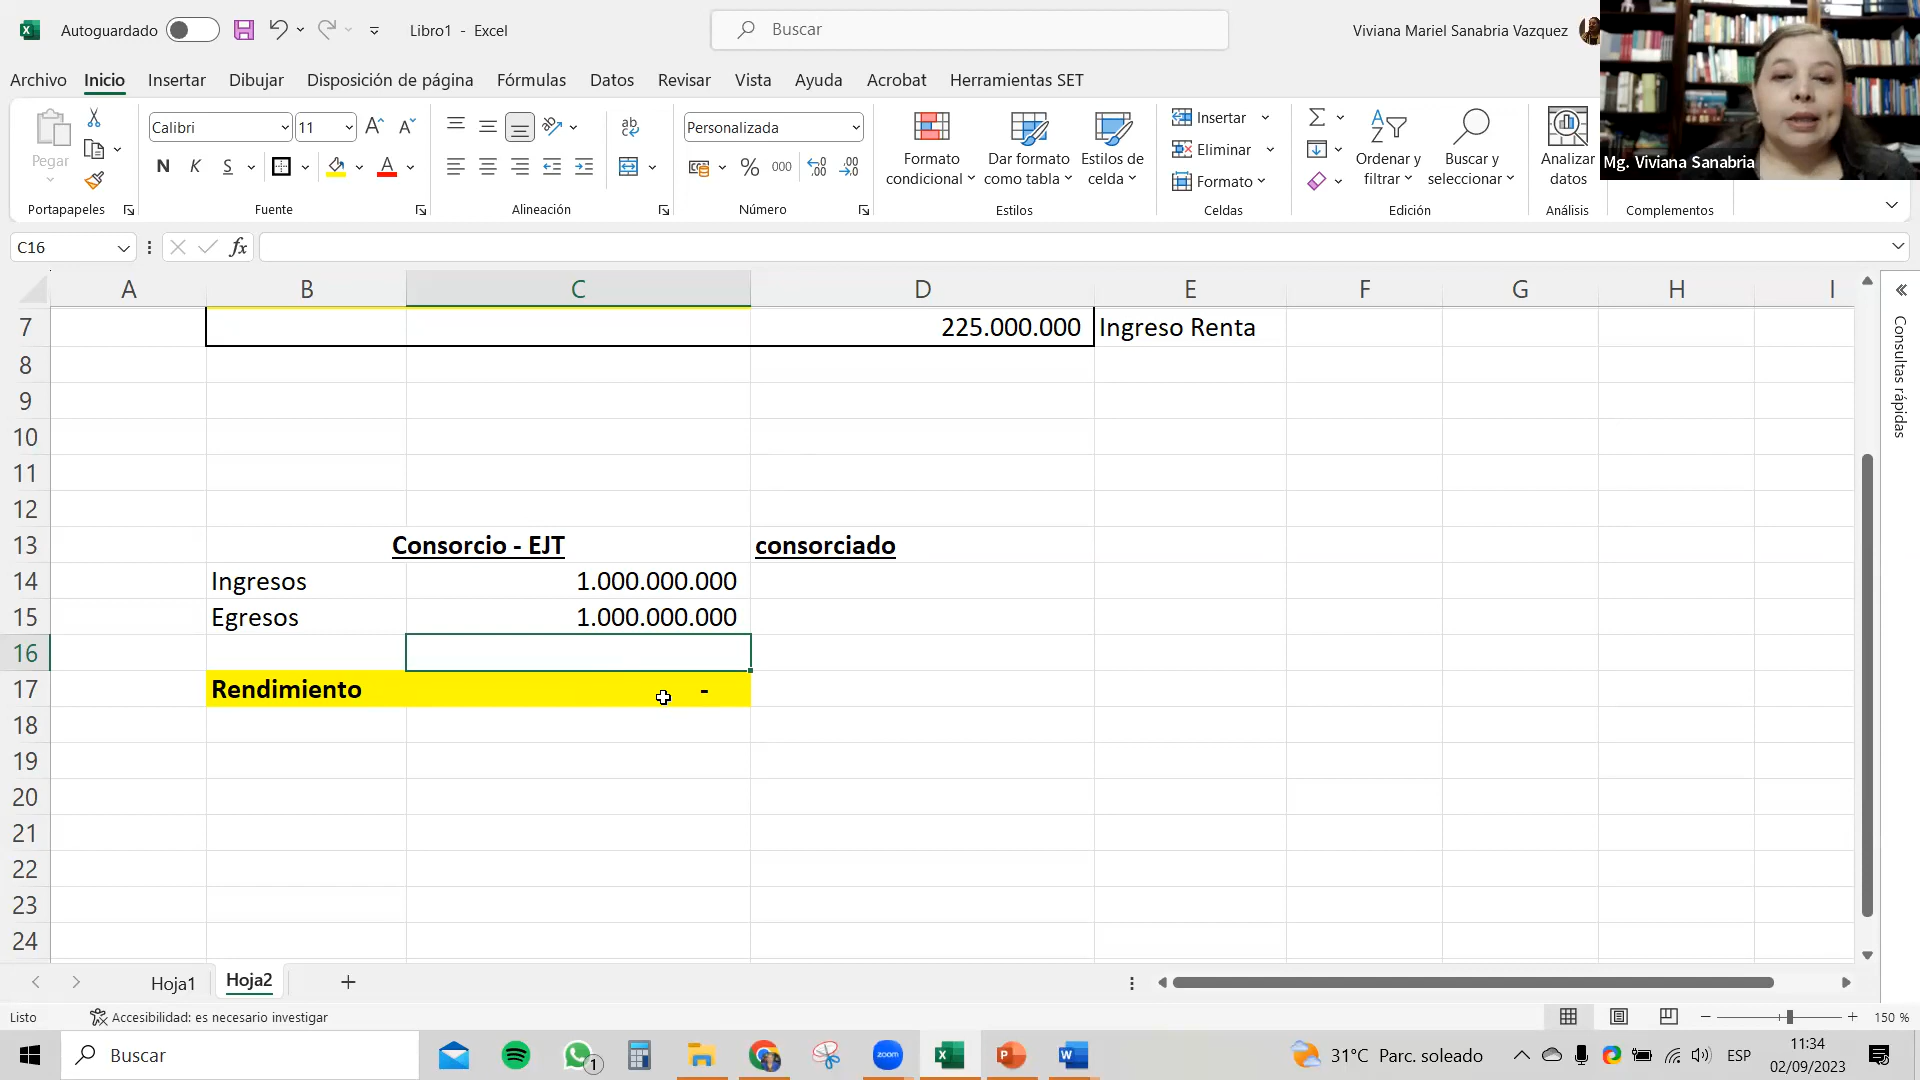 Autoguardado
Libro1 - Excel
Buscar
Viviana Mariel Sanabria Vazquez
Archivo Inicio Insertar Dibujar Disposición de página Fórmulas Datos Revisar Vista Ayuda Acrobat Herramientas SET
Mg. Viviana Sanabria
Pegar
Portapapeles
Calibri 11
N K S
Fuente
ab
Alineación
Personalizada
% 000
Número
Formato condicional
Dar formato como tabla
Estilos de celda
Estilos
Insertar
Eliminar
Formato
Celdas
Ordenar y filtrar
Buscar y seleccionar
Edición
Analizar datos
Análisis
Complementos
C16
fx
A B C D E F G H I
7 225.000.000 Ingreso Renta
8
9
10
11
12
13 Consorcio - EJT consorciado
14 Ingresos 1.000.000.000
15 Egresos 1.000.000.000
16
17 Rendimiento -
18
19
20
21
22
23
24
Consultas rápidas
Hoja1 Hoja2 +
Listo
Accesibilidad: es necesario investigar
150 %
Buscar
1
zoom
31°C Parc. soleado
ESP
11:34
02/09/2023